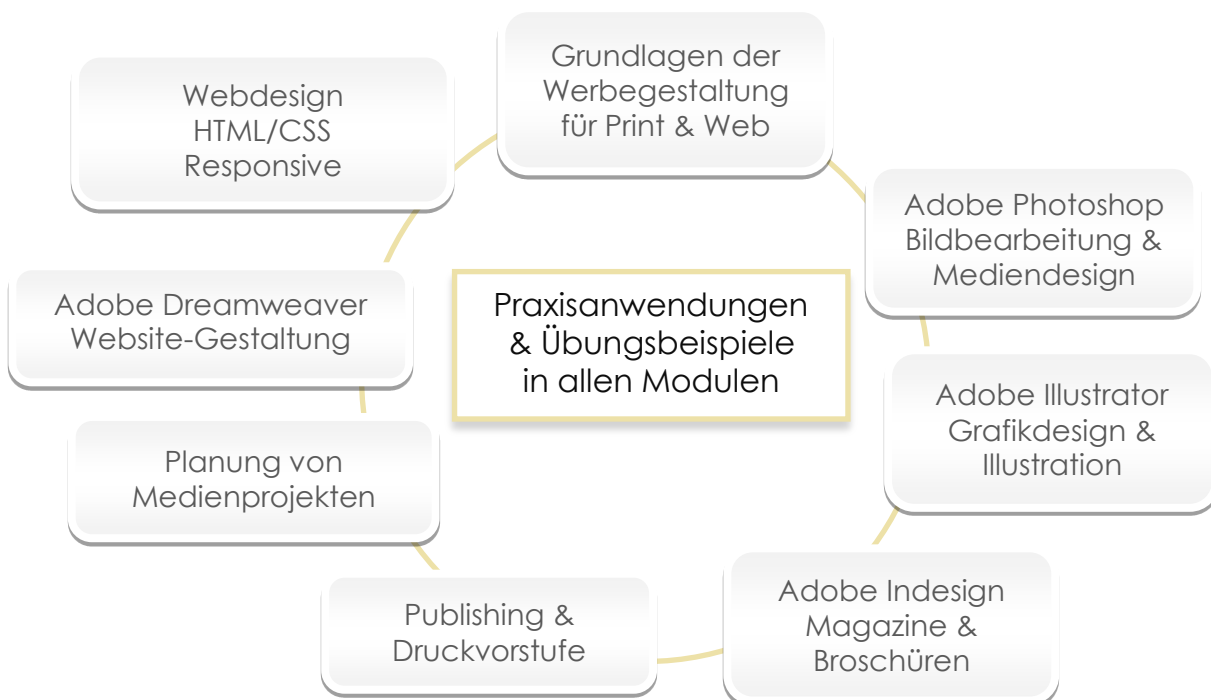 Grundlagen der
Werbegestaltung
für Print & Web
Adobe Photoshop
Bildbearbeitung &
Mediendesign
Adobe Illustrator
Grafikdesign &
Illustration
Adobe Indesign
Magazine &
Broschüren
Publishing &
Druckvorstufe
Planung von
Medienprojekten
Adobe Dreamweaver
Website-Gestaltung
Webdesign
HTML/CSS
Responsive
Praxisanwendungen
& Übungsbeispiele
in allen Modulen